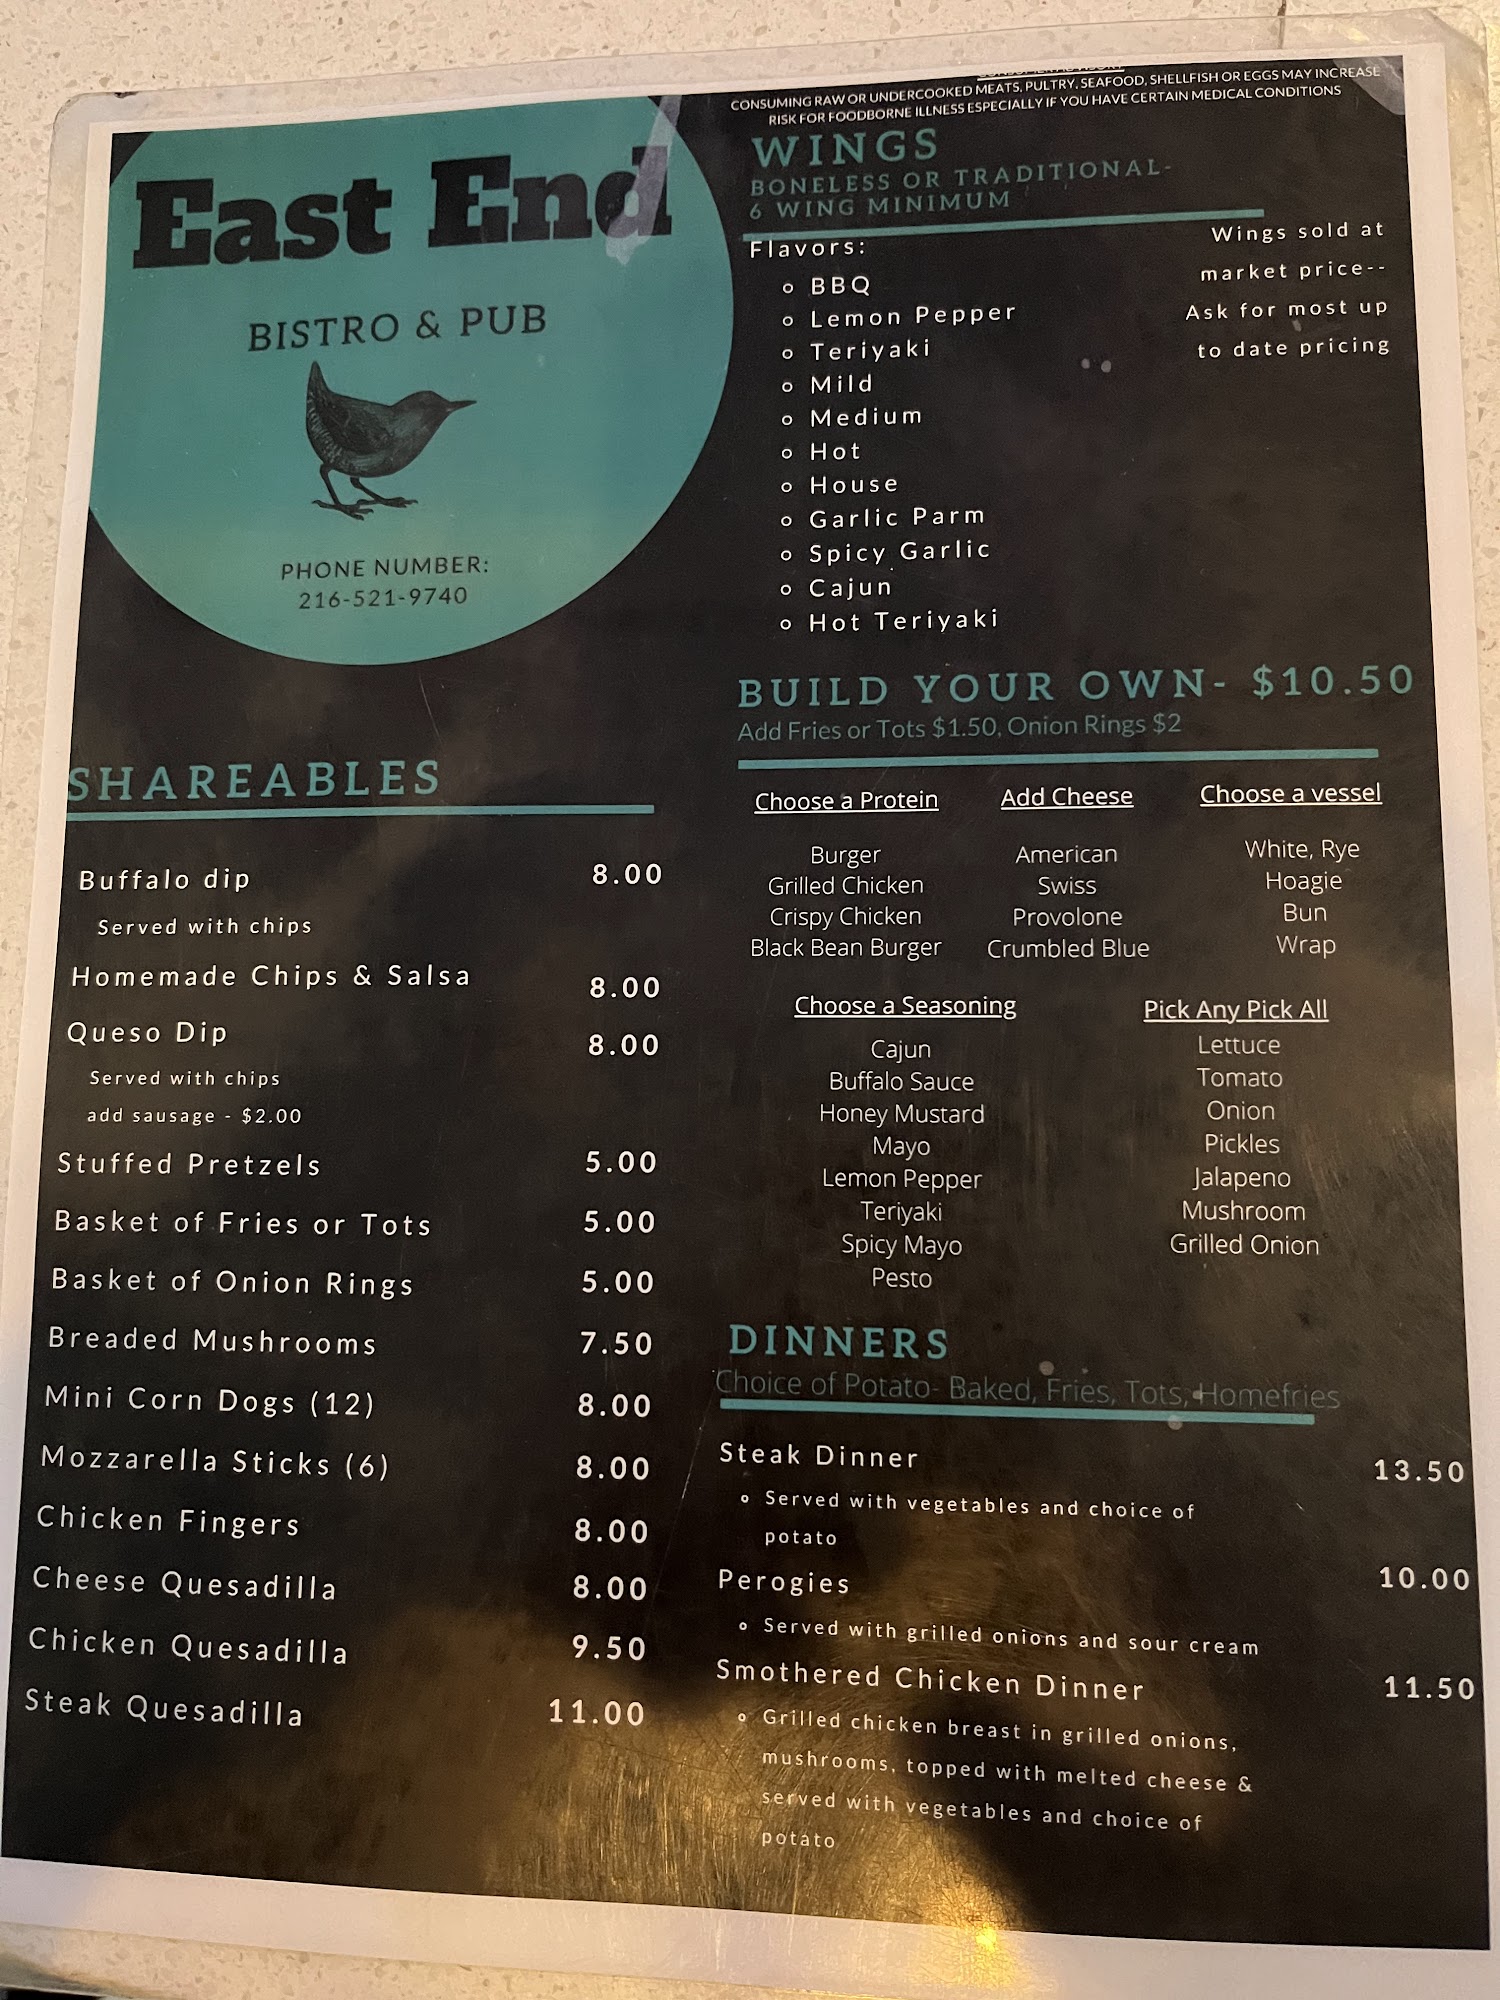 East End
BISTRO & PUB
PHONE NUMBER:
216-521-9740
SHAREABLES
Buffalo dip 8.00
Served with chips
Homemade Chips & Salsa 8.00
Queso Dip 8.00
Served with chips
add sausage - $2.00
Stuffed Pretzels 5.00
Basket of Fries or Tots 5.00
Basket of Onion Rings 5.00
Breaded Mushrooms 7.50
Mini Corn Dogs (12) 8.00
Mozzarella Sticks (6) 8.00
Chicken Fingers 8.00
Cheese Quesadilla 8.00
Chicken Quesadilla 9.50
Steak Quesadilla 11.00
CONSUMING RAW OR UNDERCOOKED MEATS, PULTRY, SEAFOOD, SHELLFISH OR EGGS MAY INCREASE
RISK FOR FOODBORNE ILLNESS ESPECIALLY IF YOU HAVE CERTAIN MEDICAL CONDITIONS
WINGS
BONELESS OR TRADITIONAL-
6 WING MINIMUM
Flavors:
BBQ
Lemon Pepper
Teriyaki
Mild
Medium
Hot
House
Garlic Parm
Spicy Garlic
Cajun
Hot Teriyaki
Wings sold at
market price--
Ask for most up
to date pricing
BUILD YOUR OWN- $10.50
Add Fries or Tots $1.50, Onion Rings $2
Choose a Protein
Burger
Grilled Chicken
Crispy Chicken
Black Bean Burger
Add Cheese
American
Swiss
Provolone
Crumbled Blue
Choose a vessel
White, Rye
Hoagie
Bun
Wrap
Choose a Seasoning
Cajun
Buffalo Sauce
Honey Mustard
Mayo
Lemon Pepper
Teriyaki
Spicy Mayo
Pesto
Pick Any Pick All
Lettuce
Tomato
Onion
Pickles
Jalapeno
Mushroom
Grilled Onion
DINNERS
Choice of Potato- Baked, Fries, Tots, Homefries
Steak Dinner 13.50
Served with vegetables and choice of
potato
Perogies 10.00
Served with grilled onions and sour cream
Smothered Chicken Dinner 11.50
Grilled chicken breast in grilled onions,
mushrooms, topped with melted cheese &
served with vegetables and choice of
potato